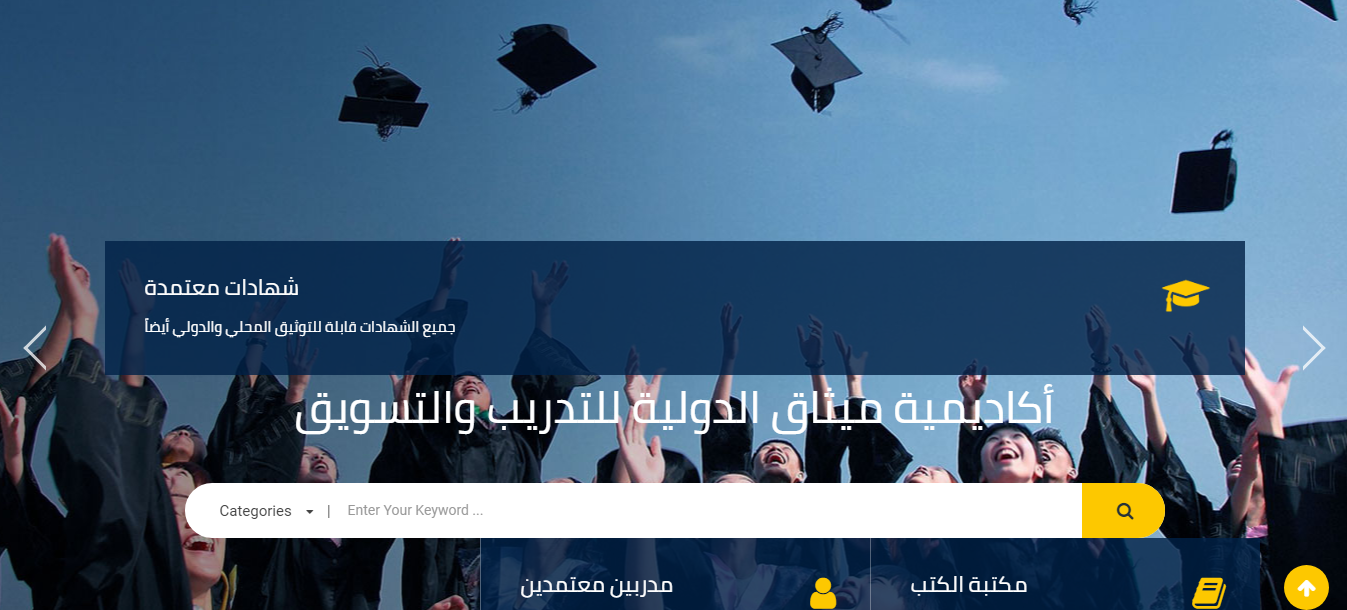 شهادات معتمدة
جميع الشهادات قابلة للتوثيق المحلي والدولي أيضاً
أكاديمية ميثاق الدولية للتدريب والتسويق
Categories | Enter Your Keyword ...
مكتبة الكتب
مدربين معتمدين